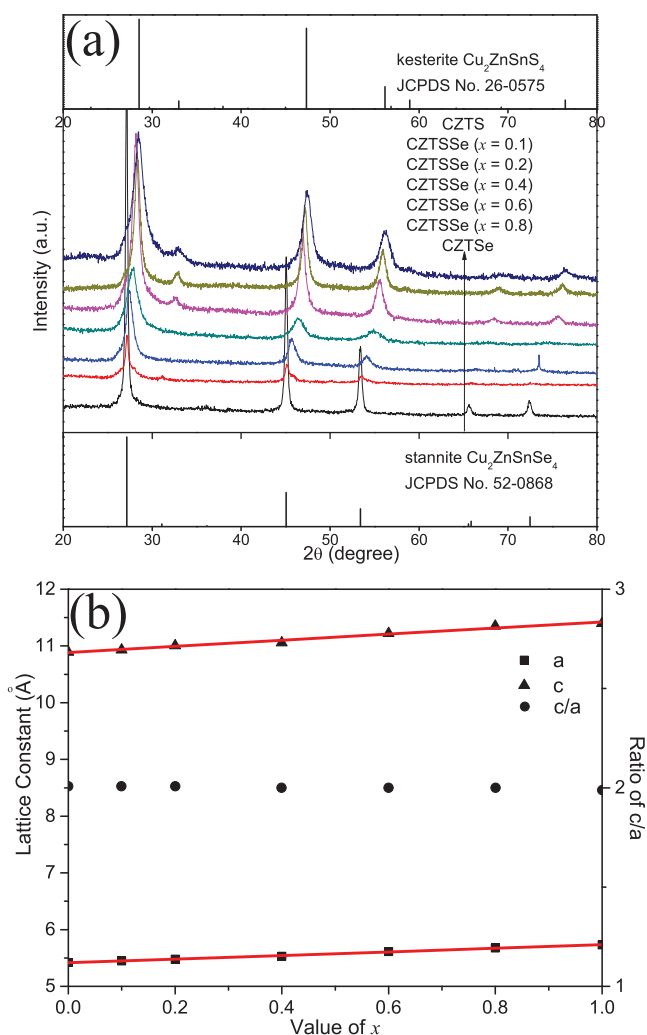 (a)
kesterite Cu₂ZnSnS₄
JCPDS No. 26-0575
20 30 40 50 60 70 80
CZTS
CZTSSe (x = 0.1)
CZTSSe (x = 0.2)
CZTSSe (x = 0.4)
CZTSSe (x = 0.6)
CZTSSe (x = 0.8)
CZTSe
Intensity (a.u.)
stannite Cu₂ZnSnSe₄
JCPDS No. 52-0868
20 30 40 50 60 70 80
2θ (degree)
(b)
12
11
10
9
8
7
6
5
Lattice Constant (Å)
a
c
c/a
3
2
1
Ratio of c/a
0.0 0.2 0.4 0.6 0.8 1.0
Value of x